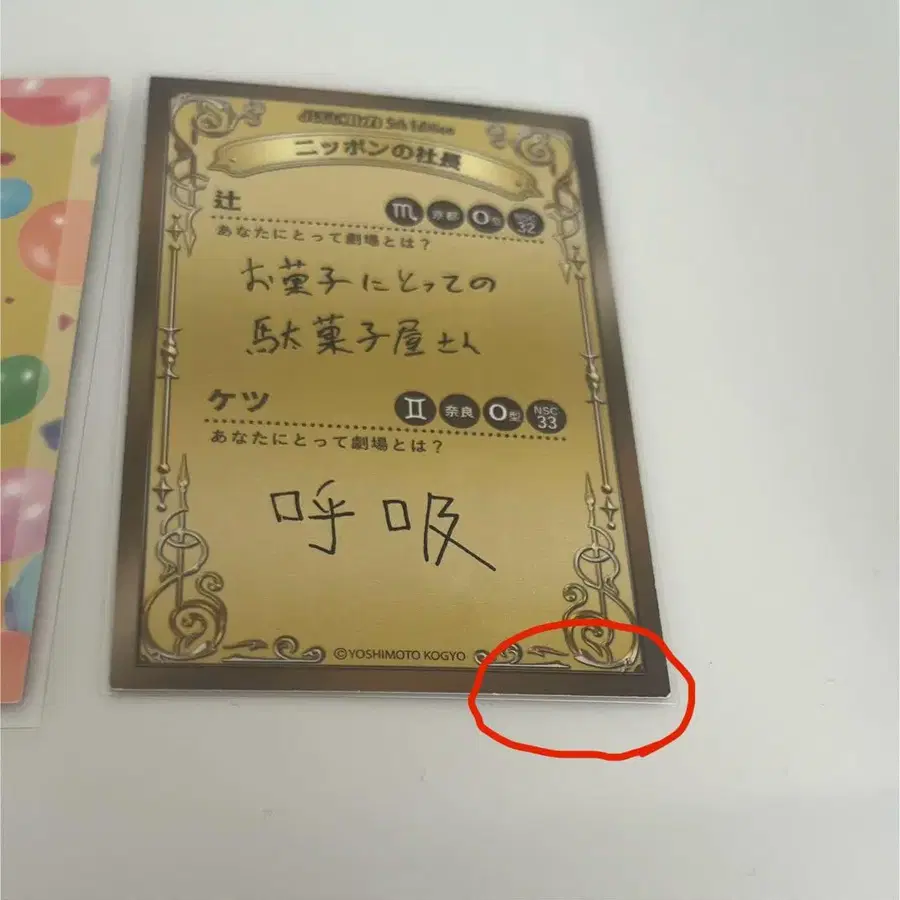 5th Edition
ニッポンの社長
辻
京都 O型 NSC 32
あなたにとって劇場とは?
お菓子にとっての
駄菓子屋さん
ケツ
奈良 O型 NSC 33
あなたにとって劇場とは?
呼吸
©YOSHIMOTO KOGYO